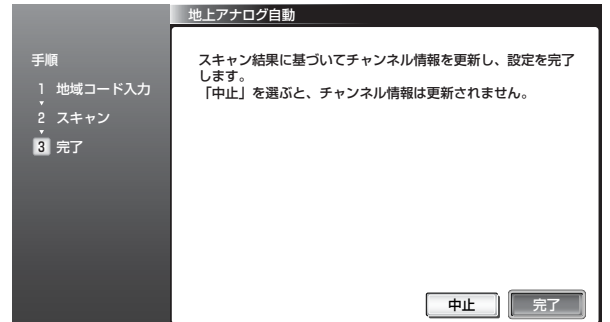 地上アナログ自動
手順
1 地域コード入力
2 スキャン
3 完了
スキャン結果に基づいてチャンネル情報を更新し、設定を完了
します。
「中止」を選ぶと、チャンネル情報は更新されません。
中止
完了